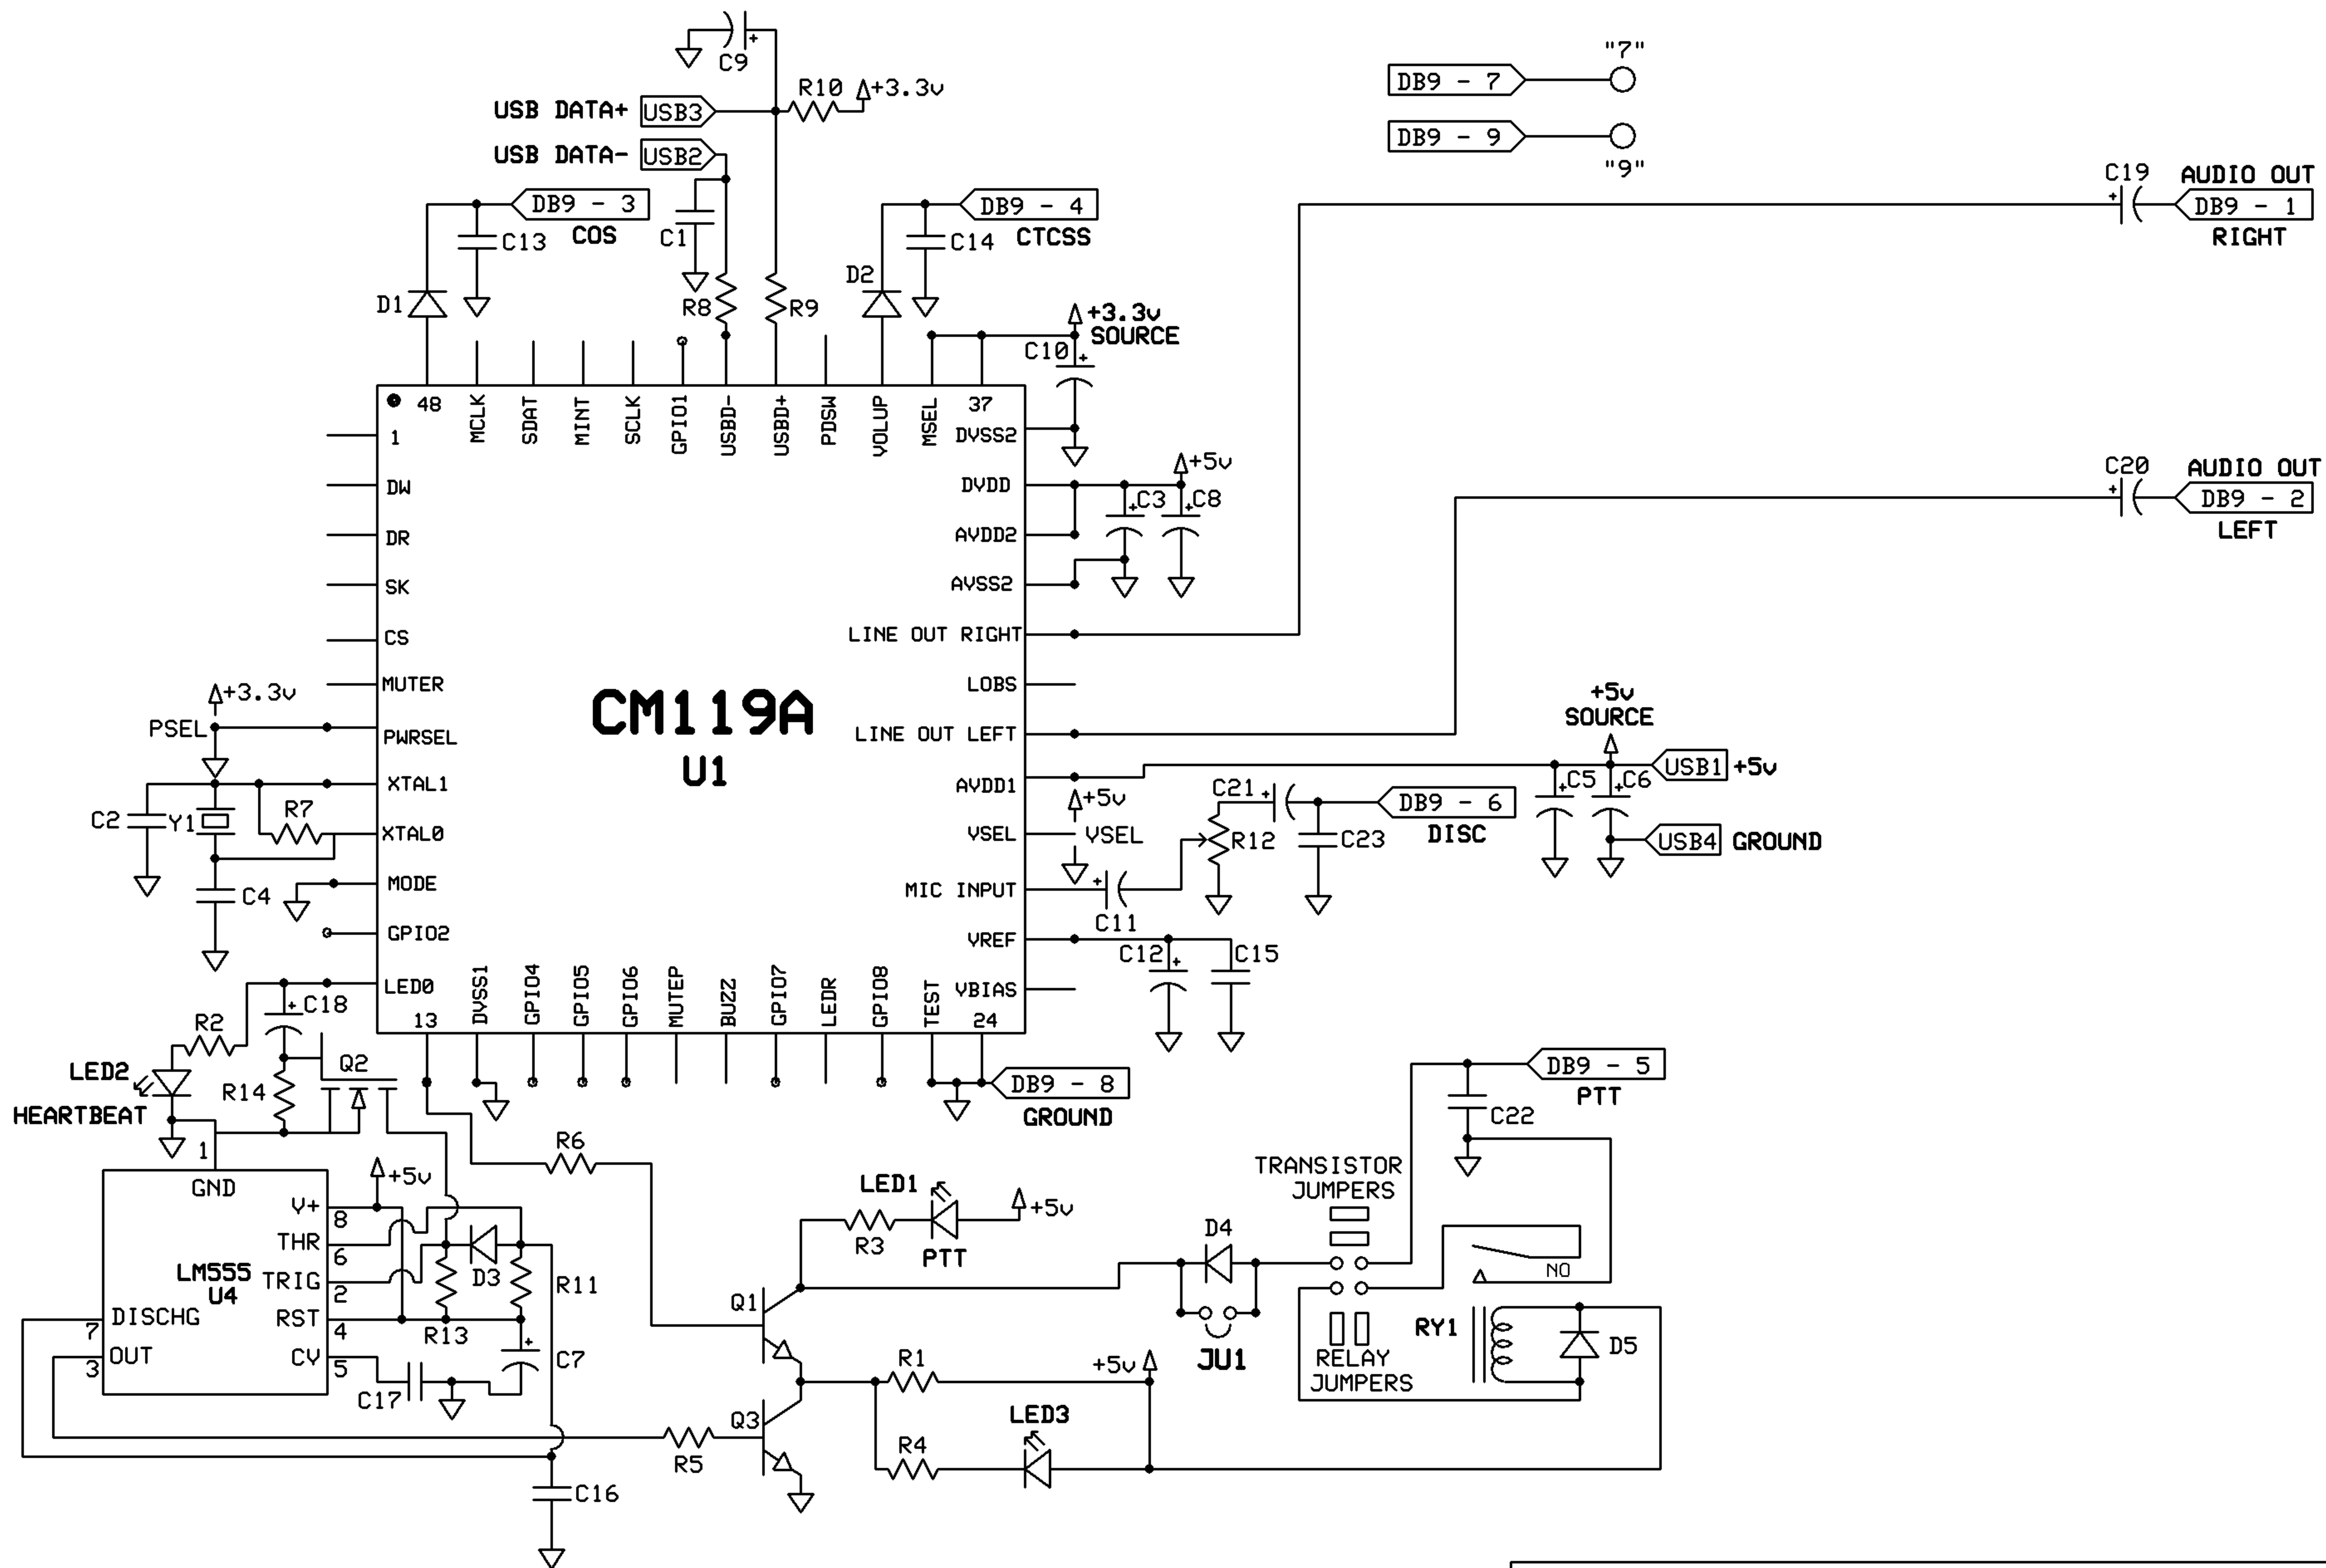 C9
R10 +3.3v
USB DATA+ USB3
USB DATA- USB2
"7"
DB9 - 7
DB9 - 9
"9"
DB9 - 3
COS
C13
C1
DB9 - 4
CTCSS
C14
C19 AUDIO OUT
DB9 - 1
RIGHT
D1
R8
R9
D2
+3.3v
SOURCE
C10
48
MCLK
SDAT
MINT
SCLK
GPIO1
USBD-
USBD+
PDSW
VOLUP
MSEL
37
1
DW
DR
SK
CS
MUTER
PWRSEL
XTAL1
XTAL0
MODE
GPIO2
LED0
DVSS2
DVDD
AVDD2
AVSS2
LINE OUT RIGHT
LOBS
LINE OUT LEFT
AVDD1
VSEL
MIC INPUT
VREF
VBIAS
13
DVSS1
GPIO4
GPIO5
GPIO6
MUTEP
BUZZ
GPIO7
LEDR
GPIO8
TEST
24
CM119A
U1
+5v
C3
C8
C20 AUDIO OUT
DB9 - 2
LEFT
+3.3v
PSEL
C2
Y1
R7
C4
+5v
SOURCE
C5
C6
USB1 +5v
USB4 GROUND
+5v
VSEL
C21
R12
DB9 - 6
DISC
C23
C11
C12
C15
C18
R2
LED2
HEARTBEAT
R14
Q2
DB9 - 8
GROUND
DB9 - 5
PTT
C22
1
GND
+5v
V+
8
THR
6
TRIG
2
RST
4
CV
5
LM555
U4
DISCHG
7
OUT
3
D3
R11
R13
C7
C17
C16
R6
R5
LED1
R3
PTT
+5v
Q1
Q3
R1
+5v
R4
LED3
D4
JU1
TRANSISTOR
JUMPERS
RELAY
JUMPERS
NO
RY1
D5